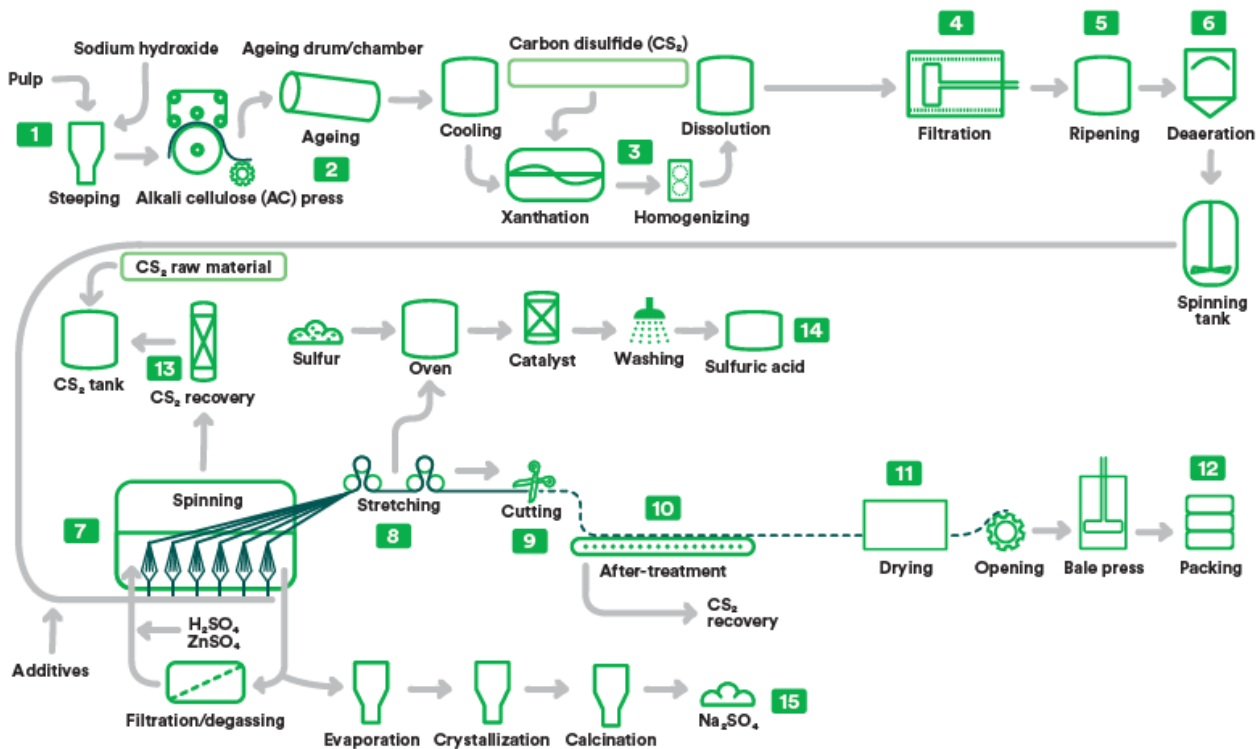 Sodium hydroxide
Ageing drum/chamber
Carbon disulfide (CS₂)
4
5
6
Pulp
1
Cooling
Dissolution
Filtration
Ripening
Deaeration
Ageing
2
3
Steeping
Alkali cellulose (AC) press
Xanthation
Homogenizing
CS₂ raw material
Spinning
tank
Sulfur
Oven
Catalyst
Washing
Sulfuric acid
14
13
CS₂ tank
CS₂ recovery
Spinning
7
Stretching
8
Cutting
9
10
After-treatment
11
Drying
Opening
Bale press
12
Packing
CS₂
recovery
H₂SO₄
ZnSO₄
Additives
Filtration/degassing
Evaporation
Crystallization
Calcination
Na₂SO₄
15